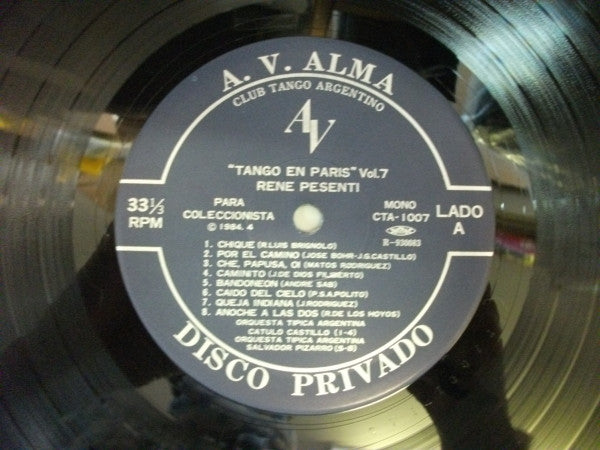 A. V. ALMA
CLUB TANGO ARGENTINO
AV
"TANGO EN PARIS" Vol.7
RENE PESENTI
33 1/3
RPM
PARA
COLECCIONISTA
© 1984. 4
MONO
CTA-1007
R-930083
LADO
A
1. CHIQUE (R.LUIS BRIGNOLO)
2. POR EL CAMINO (JOSE BOHR-J.G.CASTILLO)
3. CHE, PAPUSA, OI (MATOS RODRIGUEZ)
4. CAMINITO (J.DE DIOS FILIBERTO)
5. BANDONEON (ANDRE SAB)
6. CAIDO DEL CIELO (P.S.A.POLITO)
7. QUEJA INDIANA (J.RODRIGUEZ)
8. ANOCHE A LAS DOS (R.DE LOS HOYOS)
ORQUESTA TIPICA ARGENTINA
CATULO CASTILLO (1-4)
ORQUESTA TIPICA ARGENTINA
SALVADOR PIZARRO (5-8)
DISCO PRIVADO